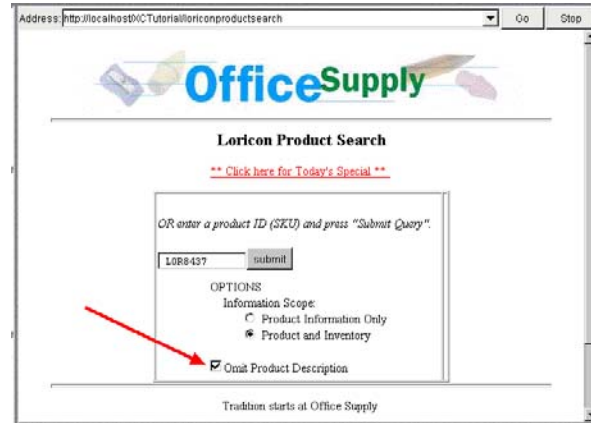 Address: http://localhost/XCTutorial/loriconproductsearch Go Stop
OfficeSupply
Loricon Product Search
** Click here for Today's Special **
OR enter a product ID (SKU) and press "Submit Query".
LOR8437 submit
OPTIONS
Information Scope:
Product Information Only
Product and Inventory
Omit Product Description
Tradition starts at Office Supply